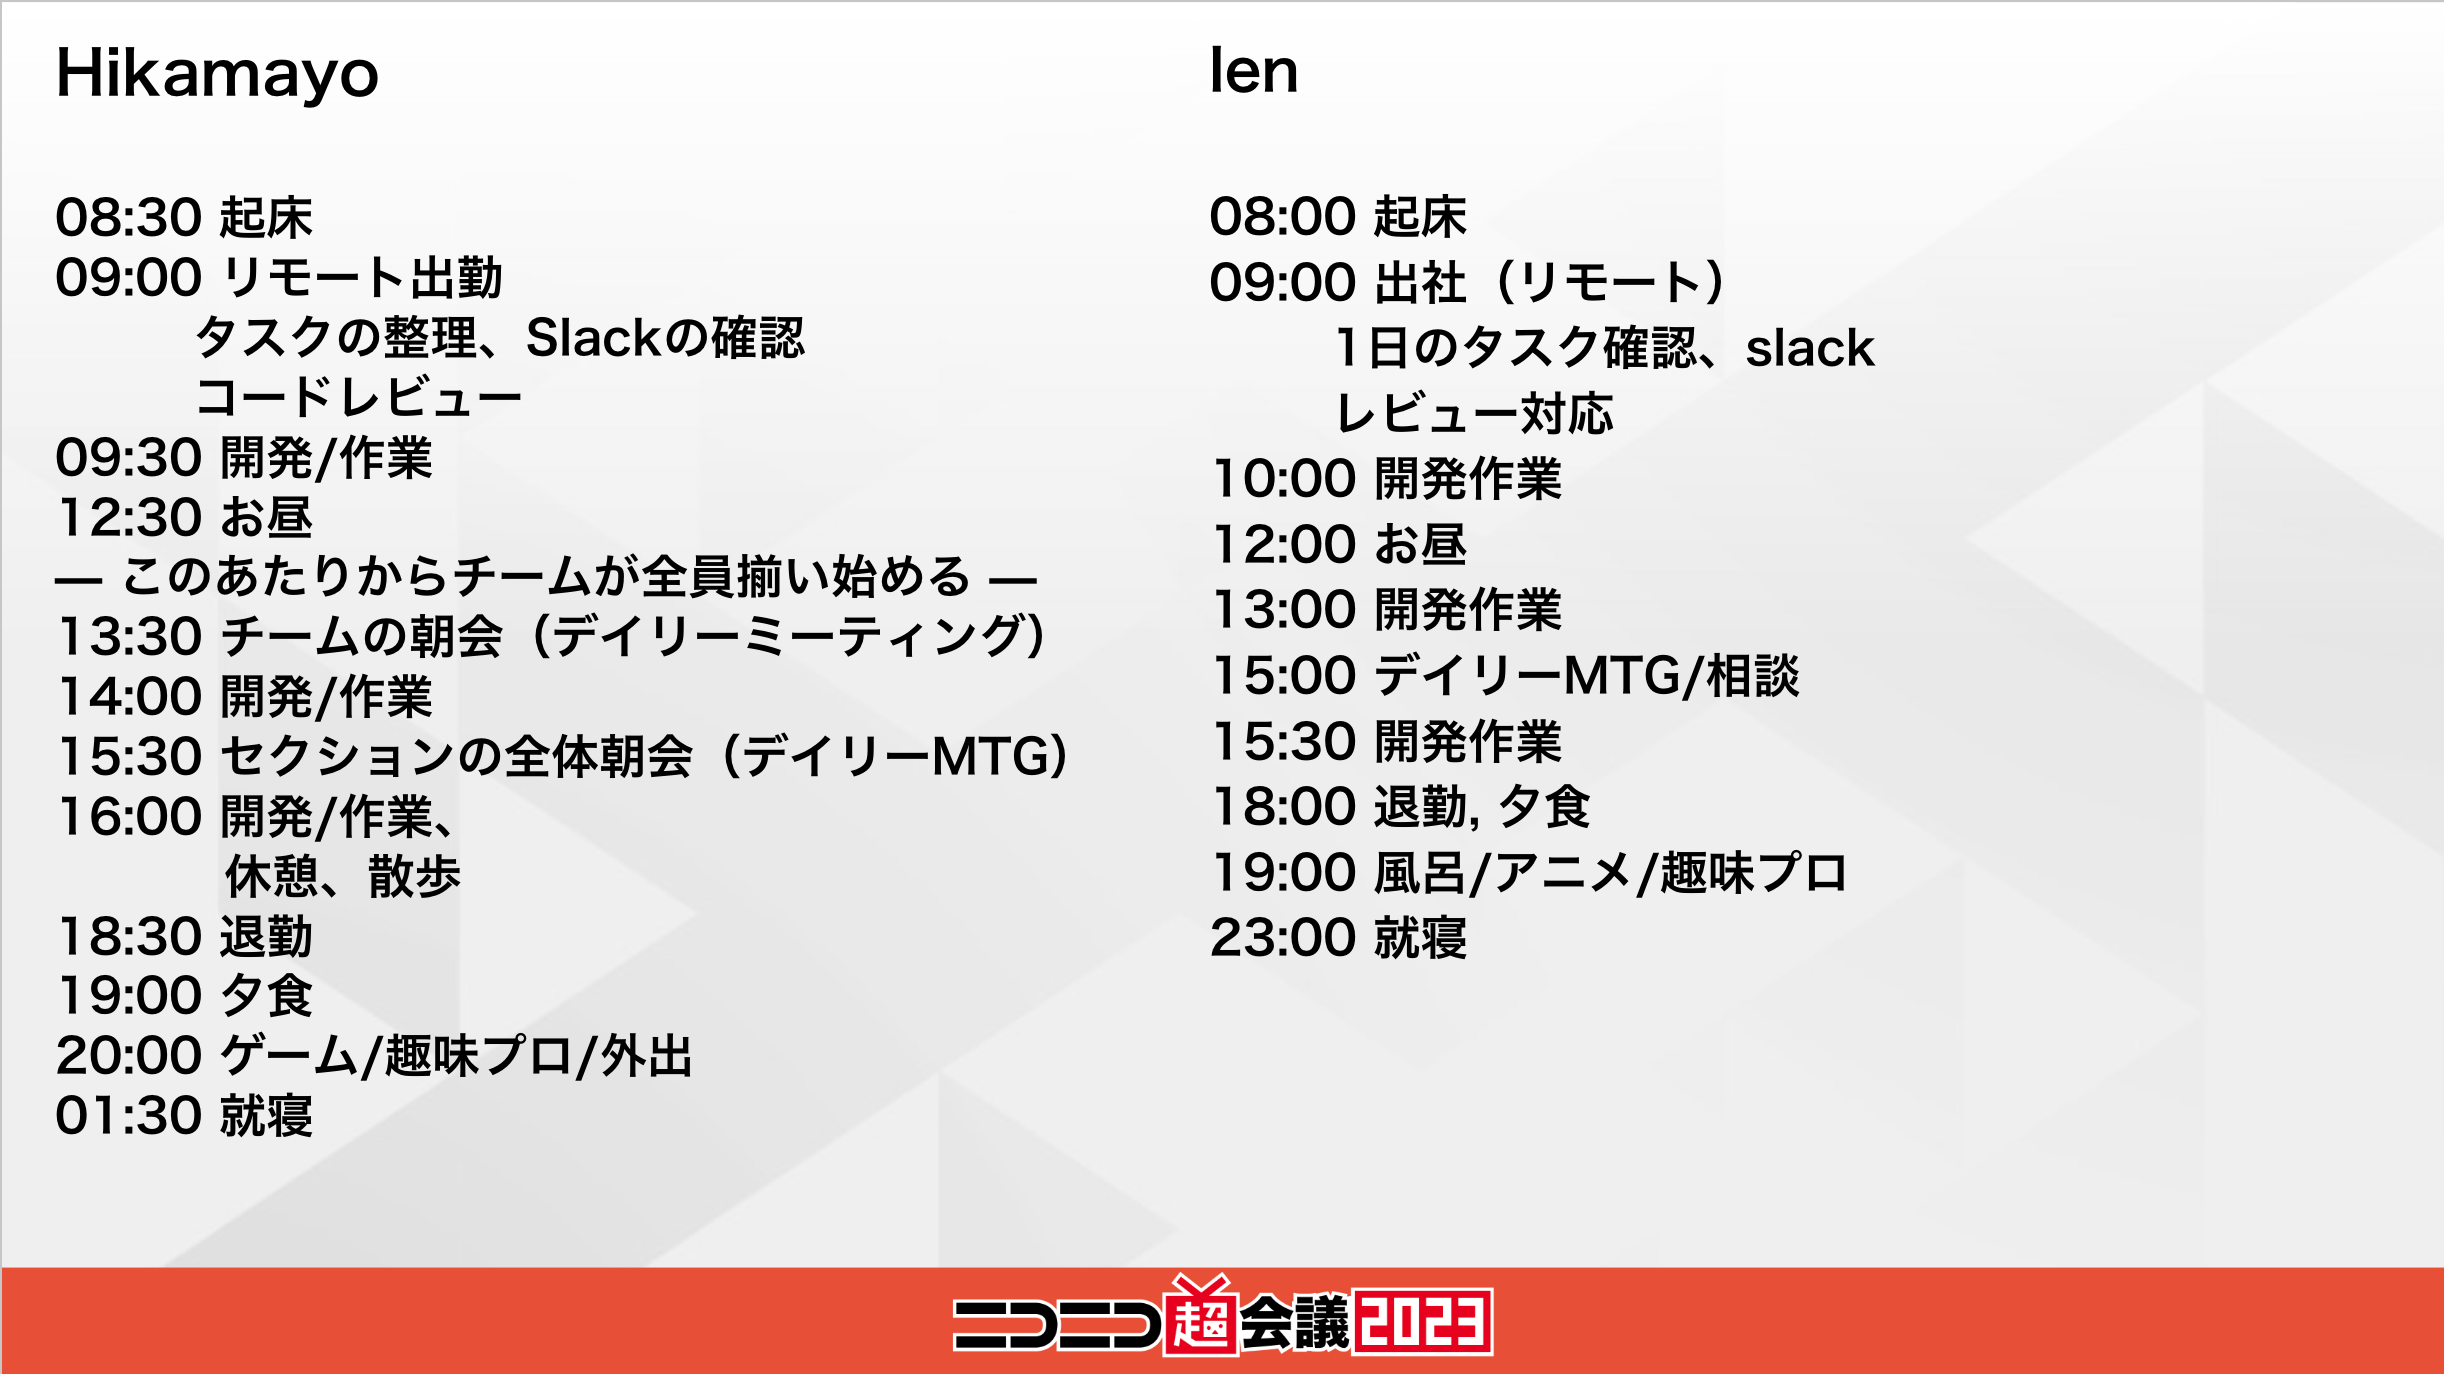 Hikamayo
08:30 起床
09:00 リモート出勤
タスクの整理、Slackの確認
コードレビュー
09:30 開発/作業
12:30 お昼
— このあたりからチームが全員揃い始める —
13:30 チームの朝会（デイリーミーティング）
14:00 開発/作業
15:30 セクションの全体朝会（デイリーMTG）
16:00 開発/作業、
休憩、散歩
18:30 退勤
19:00 夕食
20:00 ゲーム/趣味プロ/外出
01:30 就寝
len
08:00 起床
09:00 出社（リモート）
1日のタスク確認、slack
レビュー対応
10:00 開発作業
12:00 お昼
13:00 開発作業
15:00 デイリーMTG/相談
15:30 開発作業
18:00 退勤, 夕食
19:00 風呂/アニメ/趣味プロ
23:00 就寝
ニコニコ超会議2023